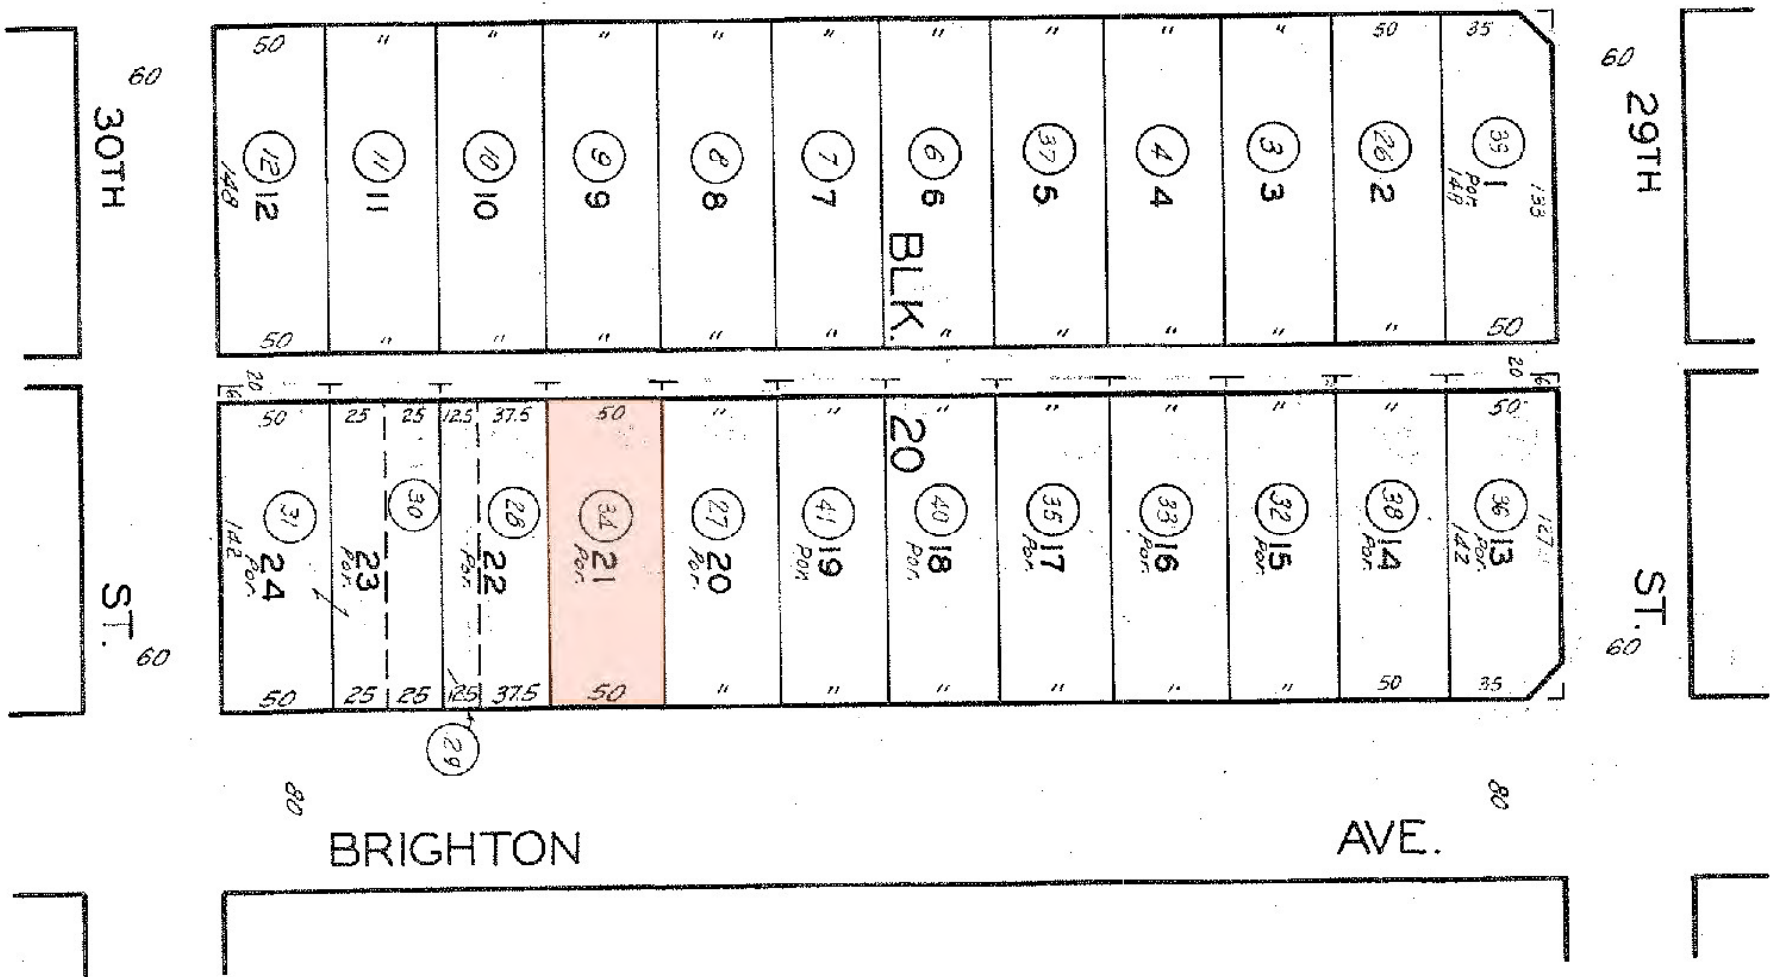 50 " " " " " " " " " 50 35
60 60
30TH 29TH
12 11 10 9 8 7 6 37 4 3 26 39
12 11 10 9 8 7 6 5 4 3 2 1
148 Por. 148 133
BLK.
50 " " " " " " " " " " 50
20 6 20 6
50 25 25 12.5 37.5 50 " " " " " " " 50
20
31 30 28 34 27 41 40 35 33 32 38 36
24 23 22 21 20 19 18 17 16 15 14 13
Por. Por. Por. Por. Por. Por. Por. Por. Por. Por. Por. Por.
142 142 127
ST. ST.
60 60
50 25 25 12.5 37.5 50 " " " " " " 50 35
29
80 80
BRIGHTON AVE.